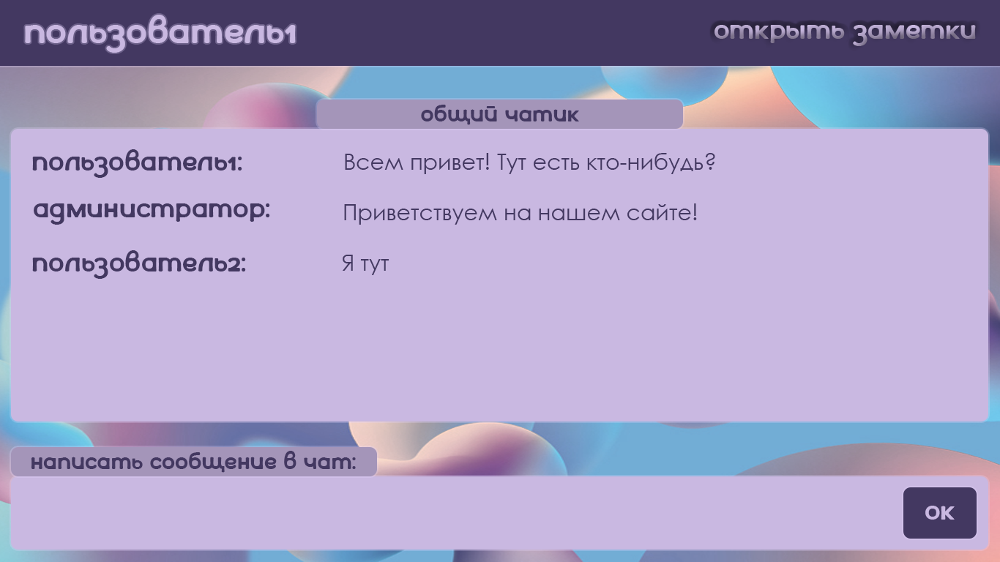 пользователь1
открыть заметки
общий чатик
пользователь1: Всем привет! Тут есть кто-нибудь?
администратор: Приветствуем на нашем сайте!
пользователь2: Я тут
написать сообщение в чат:
ок